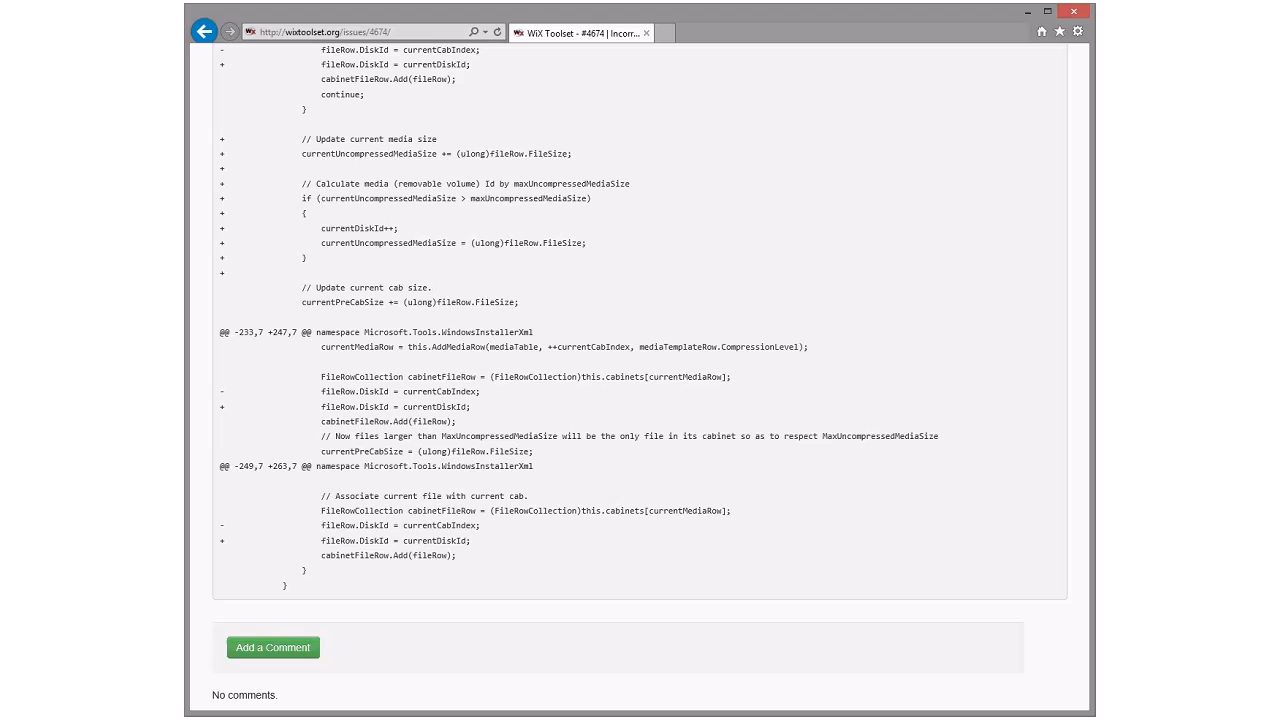 http://wixtoolset.org/issues/4674/
WiX Toolset - #4674 | Incorr...
- fileRow.DiskId = currentCabIndex;
+ fileRow.DiskId = currentDiskId;
cabinetFileRow.Add(fileRow);
continue;
}
+ // Update current media size
+ currentUncompressedMediaSize += (ulong)fileRow.FileSize;
+
+ // Calculate media (removable volume) Id by maxUncompressedMediaSize
+ if (currentUncompressedMediaSize > maxUncompressedMediaSize)
+ {
+ currentDiskId++;
+ currentUncompressedMediaSize = (ulong)fileRow.FileSize;
+ }
+
// Update current cab size.
currentPreCabSize += (ulong)fileRow.FileSize;
@@ -233,7 +247,7 @@ namespace Microsoft.Tools.WindowsInstallerXml
currentMediaRow = this.AddMediaRow(mediaTable, ++currentCabIndex, mediaTemplateRow.CompressionLevel);
FileRowCollection cabinetFileRow = (FileRowCollection)this.cabinets[currentMediaRow];
- fileRow.DiskId = currentCabIndex;
+ fileRow.DiskId = currentDiskId;
cabinetFileRow.Add(fileRow);
// Now files larger than MaxUncompressedMediaSize will be the only file in its cabinet so as to respect MaxUncompressedMediaSize
currentPreCabSize = (ulong)fileRow.FileSize;
@@ -249,7 +263,7 @@ namespace Microsoft.Tools.WindowsInstallerXml
// Associate current file with current cab.
FileRowCollection cabinetFileRow = (FileRowCollection)this.cabinets[currentMediaRow];
- fileRow.DiskId = currentCabIndex;
+ fileRow.DiskId = currentDiskId;
cabinetFileRow.Add(fileRow);
}
}
Add a Comment
No comments.